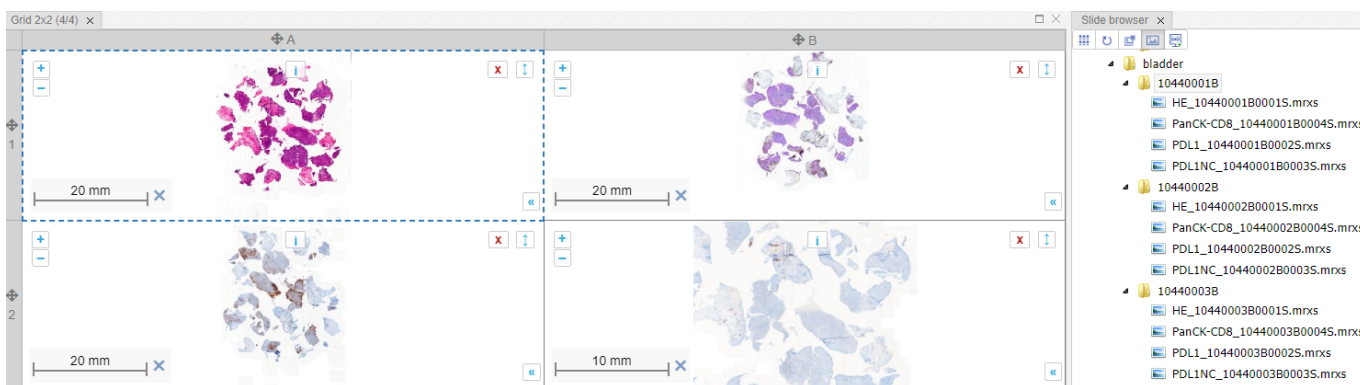 Grid 2x2 (4/4) x
Slide browser x
A
B
1
+
−
i
x
20 mm
«
+
−
i
x
20 mm
«
2
+
−
i
x
20 mm
«
+
−
i
x
10 mm
«
bladder
10440001B
HE_10440001B0001S.mrxs
PanCK-CD8_10440001B0004S.mrxs
PDL1_10440001B0002S.mrxs
PDL1NC_10440001B0003S.mrxs
10440002B
HE_10440002B0001S.mrxs
PanCK-CD8_10440002B0004S.mrxs
PDL1_10440002B0002S.mrxs
PDL1NC_10440002B0003S.mrxs
10440003B
HE_10440003B0001S.mrxs
PanCK-CD8_10440003B0004S.mrxs
PDL1_10440003B0002S.mrxs
PDL1NC_10440003B0003S.mrxs